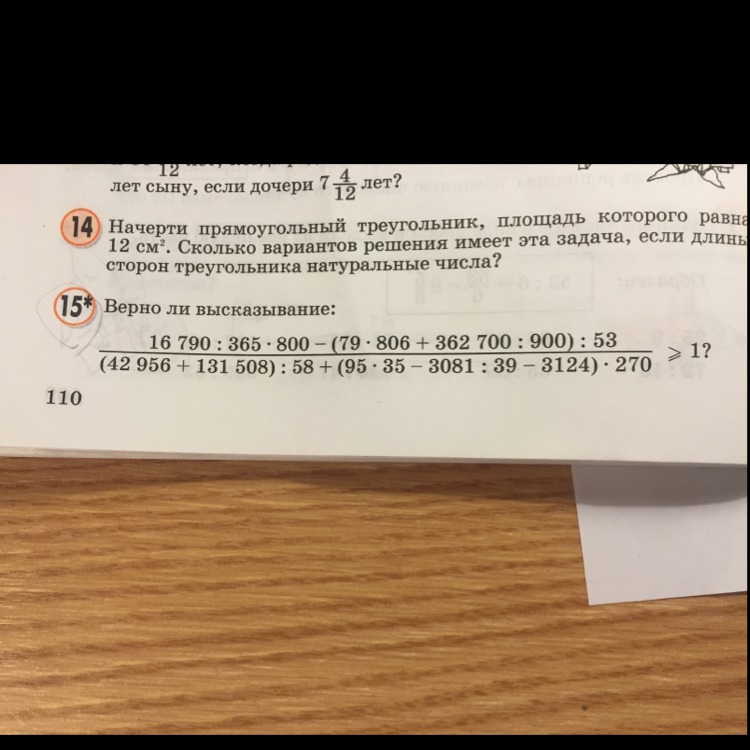 12
лет сыну, если дочери 7 4/12 лет?
14 Начерти прямоугольный треугольник, площадь которого равна
12 см². Сколько вариантов решения имеет эта задача, если длины
сторон треугольника натуральные числа?
15* Верно ли высказывание:
16 790 : 365 · 800 – (79 · 806 + 362 700 : 900) : 53
(42 956 + 131 508) : 58 + (95 · 35 – 3081 : 39 – 3124) · 270
⩾ 1?
110